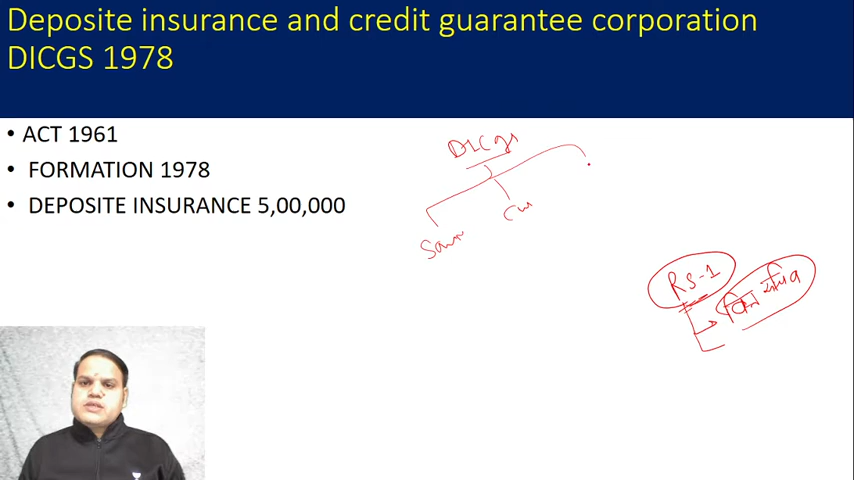 Deposite insurance and credit guarantee corporation
DICGS 1978
• ACT 1961
• FORMATION 1978
• DEPOSITE INSURANCE 5,00,000
DICgs
RS-1
वित्त सचिव